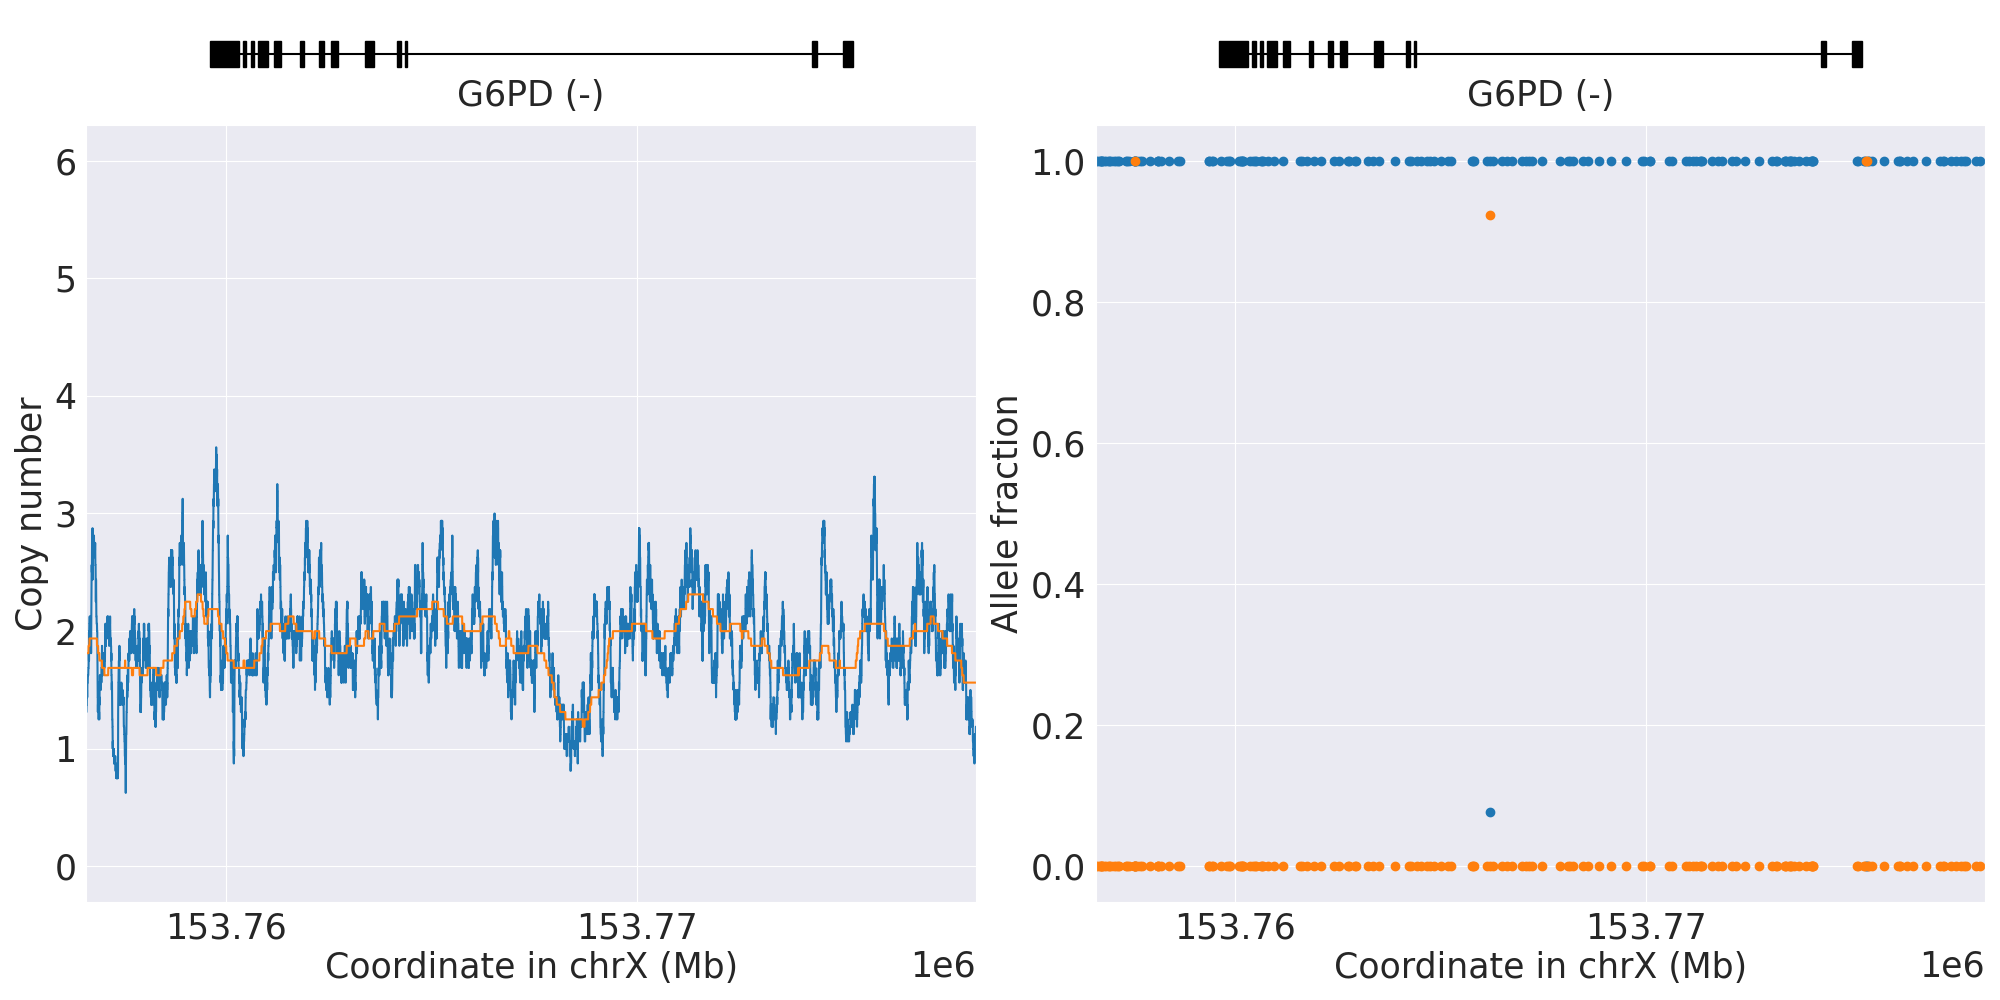 G6PD (-)
6
5
4
3
2
1
0
Copy number
153.76
153.77
Coordinate in chrX (Mb)
1e6
G6PD (-)
1.0
0.8
0.6
0.4
0.2
0.0
Allele fraction
153.76
153.77
Coordinate in chrX (Mb)
1e6